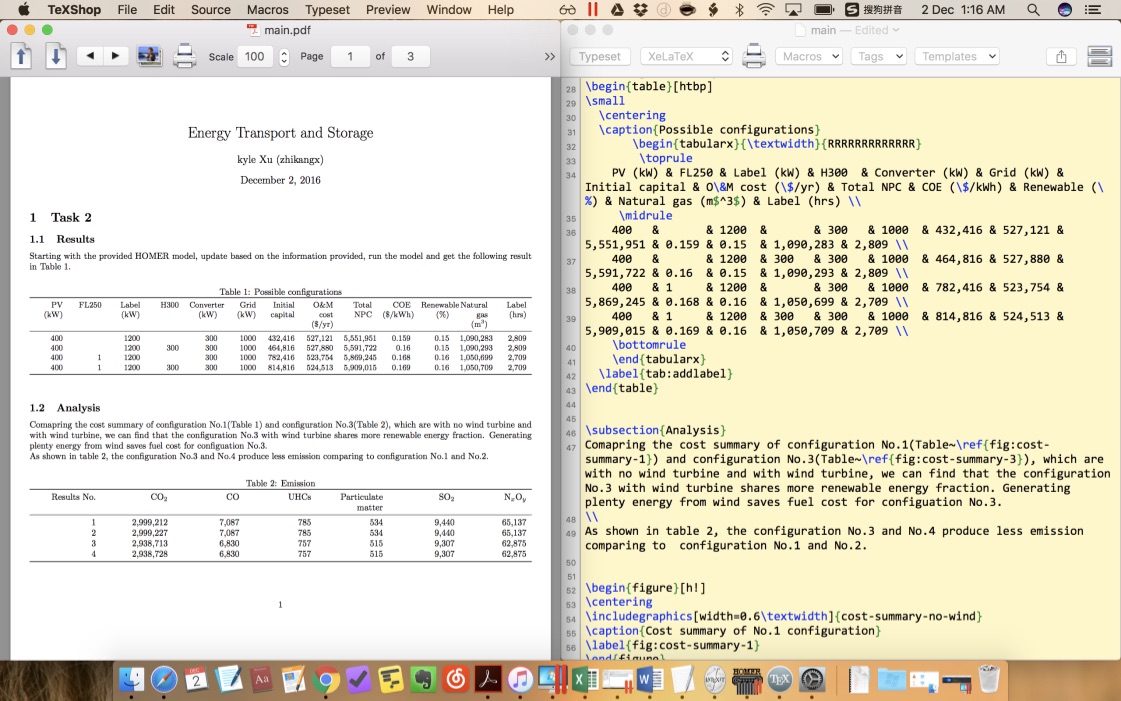 TeXShop File Edit Source Macros Typeset Preview Window Help 搜狗拼音 2 Dec 1:16 AM
main.pdf
Scale 100 Page 1 of 3 >>
Energy Transport and Storage
kyle Xu (zhikangx)
December 2, 2016
1 Task 2
1.1 Results
Starting with the provided HOMER model, update based on the information provided, run the model and get the following result
in Table 1.
Table 1: Possible configurations
PV FL250 Label H300 Converter Grid Initial O&M Total COE Renewable Natural Label
(kW) (kW) (kW) (kW) capital cost NPC ($/kWh) (%) gas (hrs)
($/yr) (m³)
400 1200 300 1000 432,416 527,121 5,551,951 0.159 0.15 1,090,283 2,809
400 1200 300 300 1000 464,816 527,880 5,591,722 0.16 0.15 1,090,293 2,809
400 1 1200 300 1000 782,416 523,754 5,869,245 0.168 0.16 1,050,699 2,709
400 1 1200 300 300 1000 814,816 524,513 5,909,015 0.169 0.16 1,050,709 2,709
1.2 Analysis
Comapring the cost summary of configuration No.1(Table 1) and configuration No.3(Table 2), which are with no wind turbine and
with wind turbine, we can find that the configuration No.3 with wind turbine shares more renewable energy fraction. Generating
plenty energy from wind saves fuel cost for configuation No.3.
As shown in table 2, the configuration No.3 and No.4 produce less emission comparing to configuration No.1 and No.2.
Table 2: Emission
Results No. CO₂ CO UHCs Particulate SO₂ NₓOᵧ
matter
1 2,999,212 7,087 785 534 9,440 65,137
2 2,999,227 7,087 785 534 9,440 65,137
3 2,938,713 6,830 757 515 9,307 62,875
4 2,938,728 6,830 757 515 9,307 62,875
1
main — Edited
Typeset XeLaTeX Macros Tags Templates
28 \begin{table}[htbp]
29 \small
30 \centering
31 \caption{Possible configurations}
32 \begin{tabularx}{\textwidth}{RRRRRRRRRRRRR}
33 \toprule
34 PV (kW) & FL250 & Label (kW) & H300 & Converter (kW) & Grid (kW) &
Initial capital & O\&M cost (\$/yr) & Total NPC & COE (\$/kWh) & Renewable (\
%) & Natural gas (m$^3$) & Label (hrs) \\
35 \midrule
36 400 & & 1200 & & 300 & 1000 & 432,416 & 527,121 &
5,551,951 & 0.159 & 0.15 & 1,090,283 & 2,809 \\
37 400 & & 1200 & 300 & 300 & 1000 & 464,816 & 527,880 &
5,591,722 & 0.16 & 0.15 & 1,090,293 & 2,809 \\
38 400 & 1 & 1200 & & 300 & 1000 & 782,416 & 523,754 &
5,869,245 & 0.168 & 0.16 & 1,050,699 & 2,709 \\
39 400 & 1 & 1200 & 300 & 300 & 1000 & 814,816 & 524,513 &
5,909,015 & 0.169 & 0.16 & 1,050,709 & 2,709 \\
40 \bottomrule
41 \end{tabularx}
42 \label{tab:addlabel}
43 \end{table}
44
45
46 \subsection{Analysis}
47 Comapring the cost summary of configuration No.1(Table~\ref{fig:cost-
summary-1}) and configuration No.3(Table~\ref{fig:cost-summary-3}), which are
with no wind turbine and with wind turbine, we can find that the configuration
No.3 with wind turbine shares more renewable energy fraction. Generating
plenty energy from wind saves fuel cost for configuation No.3.
48 \\
49 As shown in table 2, the configuration No.3 and No.4 produce less emission
comparing to configuration No.1 and No.2.
50
51
52 \begin{figure}[h!]
53 \centering
54 \includegraphics[width=0.6\textwidth]{cost-summary-no-wind}
55 \caption{Cost summary of No.1 configuration}
56 \label{fig:cost-summary-1}
\end{figure}
DEC
2
Aa
HOMER
TEX